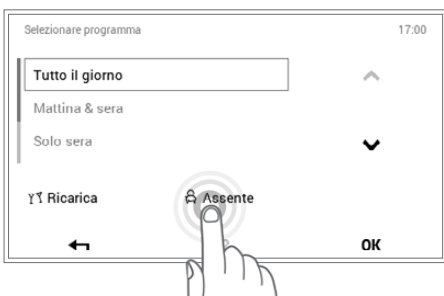 Selezionare programma 17:00
Tutto il giorno
Mattina & sera
Solo sera
Ricarica Assente
OK